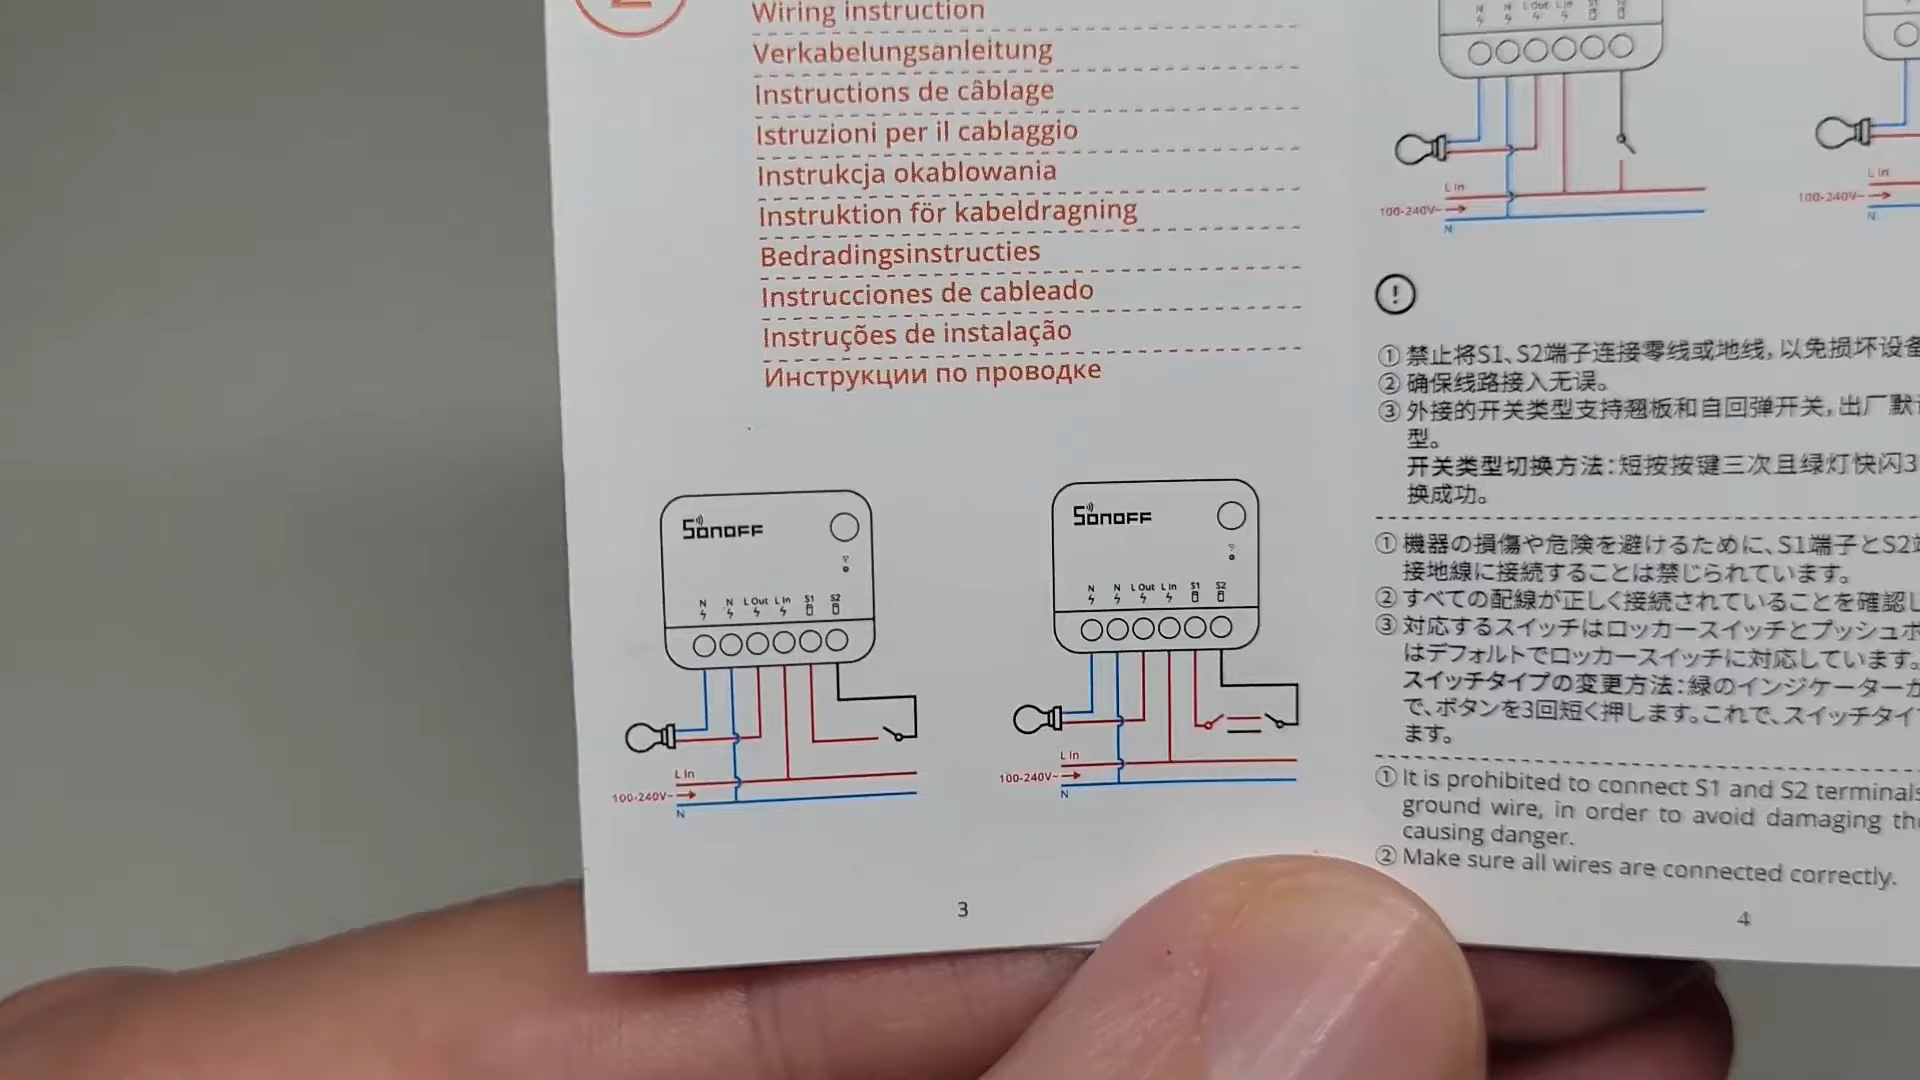 2
Wiring instruction
Verkabelungsanleitung
Instructions de câblage
Istruzioni per il cablaggio
Instrukcja okablowania
Instruktion för kabeldragning
Bedradingsinstructies
Instrucciones de cableado
Instruções de instalação
Инструкции по проводке
SONOFF
N N L Out L In S1 S2
L In
100-240V~
N
3
SONOFF
N N L Out L In S1 S2
L In
100-240V~
N
N N L Out L In S1 S2
L In
100-240V~
N
L In
100-240V~
N
!
① 禁止将S1、S2端子连接零线或地线，以免损坏设备
② 确保线路接入无误。
③ 外接的开关类型支持翘板和自回弹开关，出厂默
型。
开关类型切换方法：短按按键三次且绿灯快闪3
换成功。
① 機器の損傷や危険を避けるために、S1端子とS2
接地線に接続することは禁じられています。
② すべての配線が正しく接続されていることを確認し
③ 対応するスイッチはロッカースイッチとプッシュボ
はデフォルトでロッカースイッチに対応しています。
スイッチタイプの変更方法：緑のインジケーターが
で、ボタンを3回短く押します。これで、スイッチタイ
ます。
① It is prohibited to connect S1 and S2 terminals
ground wire, in order to avoid damaging the
causing danger.
② Make sure all wires are connected correctly.
4